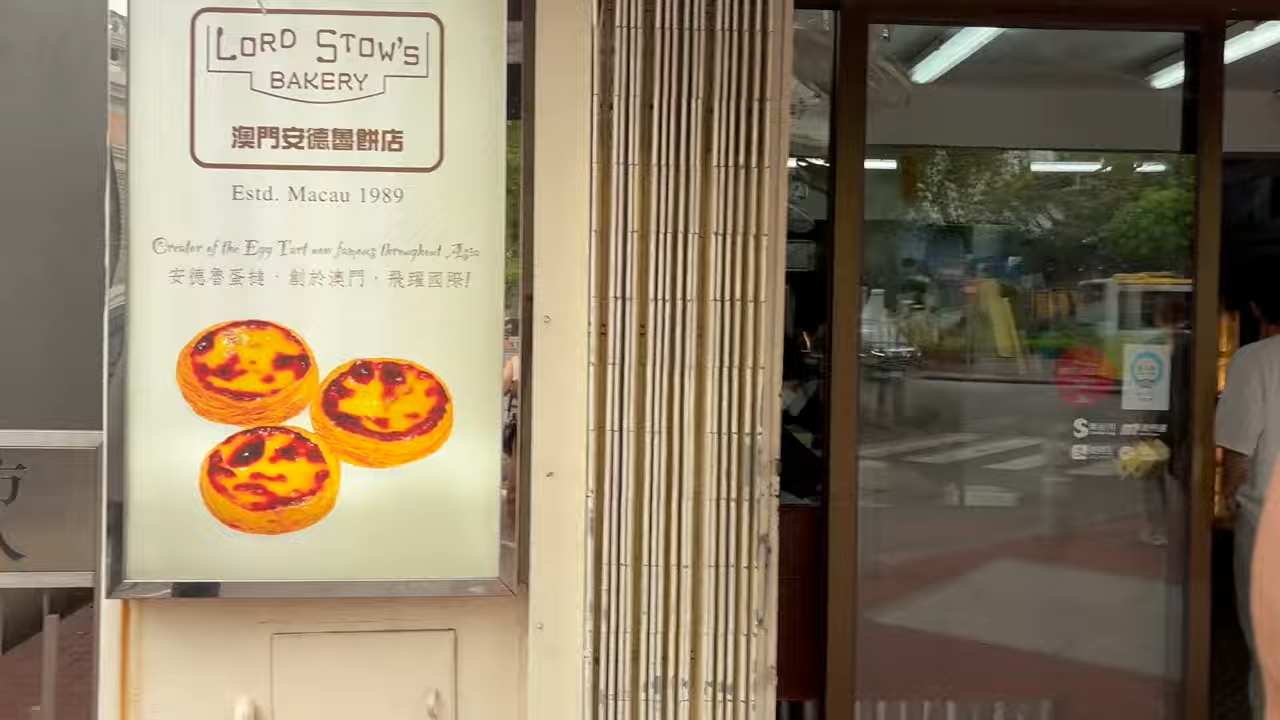 LORD STOW'S
BAKERY
澳門安德魯餅店
Estd. Macau 1989
Creator of the Egg Tart now famous throughout Asia
安德魯蛋撻·創於澳門·飛躍國際!